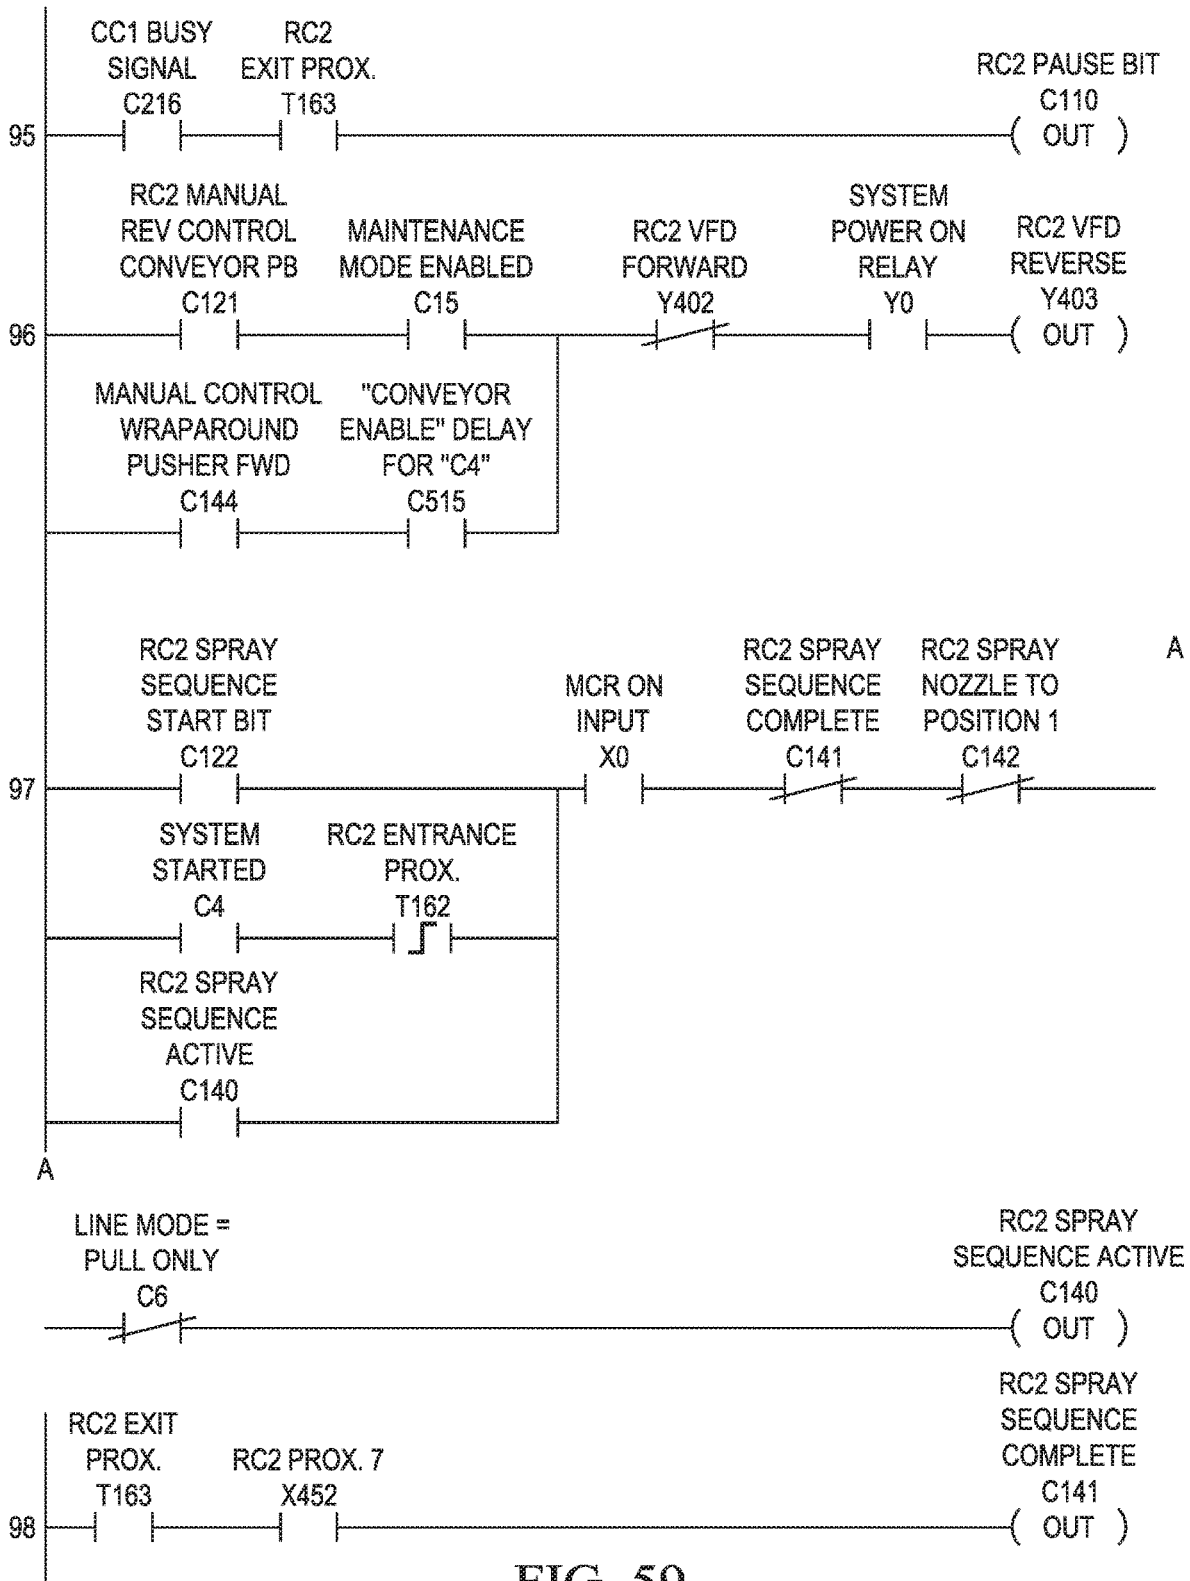 CC1 BUSY SIGNAL C216
RC2 EXIT PROX. T163
RC2 PAUSE BIT C110
95
( OUT )
RC2 MANUAL REV CONTROL CONVEYOR PB C121
MAINTENANCE MODE ENABLED C15
RC2 VFD FORWARD Y402
SYSTEM POWER ON RELAY Y0
RC2 VFD REVERSE Y403
96
( OUT )
MANUAL CONTROL WRAPAROUND PUSHER FWD C144
"CONVEYOR ENABLE" DELAY FOR "C4" C515
RC2 SPRAY SEQUENCE START BIT C122
MCR ON INPUT X0
RC2 SPRAY SEQUENCE COMPLETE C141
RC2 SPRAY NOZZLE TO POSITION 1 C142
A
97
SYSTEM STARTED C4
RC2 ENTRANCE PROX. T162
RC2 SPRAY SEQUENCE ACTIVE C140
A
LINE MODE = PULL ONLY C6
RC2 SPRAY SEQUENCE ACTIVE C140
( OUT )
RC2 EXIT PROX. T163
RC2 PROX. 7 X452
RC2 SPRAY SEQUENCE COMPLETE C141
98
( OUT )
FIG. 59